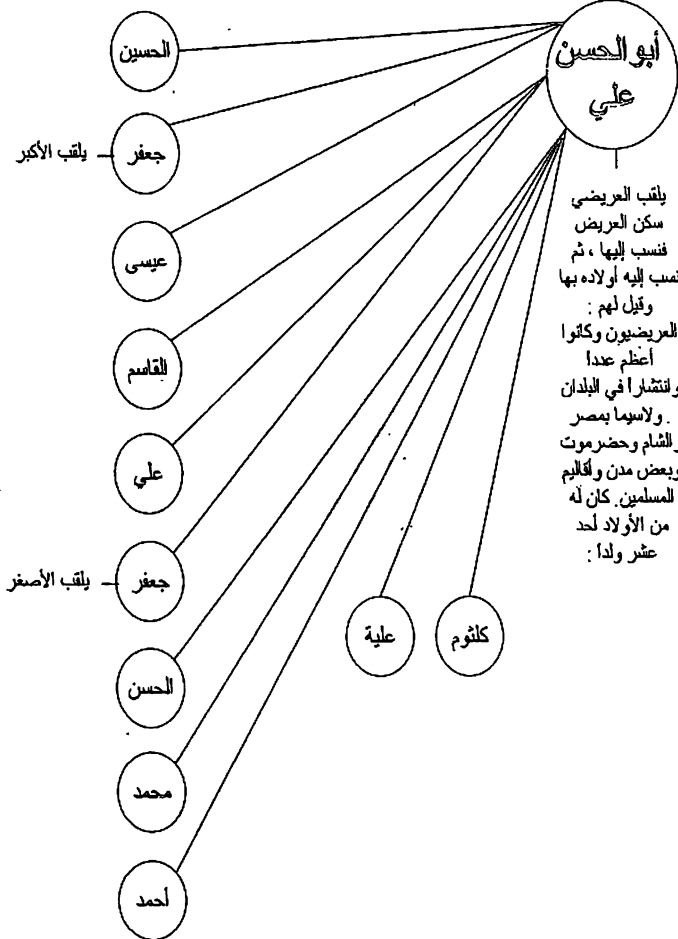 أبو الحسن
علي
يلقب العريضي
سكن العريض
فنسب إليها ، ثم
نسب إليه أولاده بها
وقيل لهم :
العريضيون وكانوا
أعظم عددا
وانتشارا في البلدان
. ولاسيما بمصر
والشام وحضرموت
وبعض مدن وأقاليم
المسلمين. كان له
من الأولاد أحد
عشر ولدا :
الحسين
جعفر
يلقب الأكبر
عيسى
القاسم
علي
جعفر
يلقب الأصغر
الحسن
محمد
أحمد
علية
كلثوم